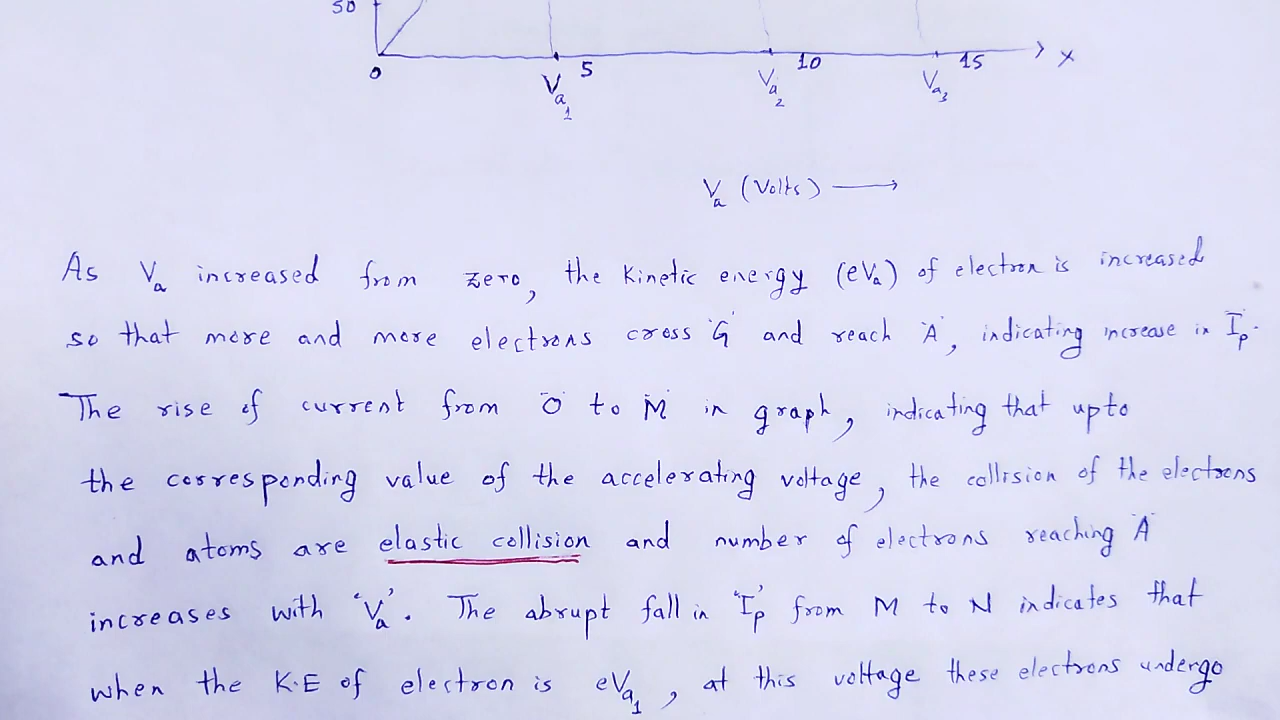 50
0 5 10 15 X
Va1 Va2 Va3
Va (Volts) →
As Va increased from zero, the Kinetic energy (eVa) of electron is increased
so that more and more electrons cross 'G' and reach 'A', indicating increase in Ip.
The rise of current from 'O' to 'M' in graph, indicating that upto
the corresponding value of the accelerating voltage, the collision of the electrons
and atoms are elastic collision and number of electrons reaching 'A'
increases with 'Va'. The abrupt fall in 'Ip' from M to N indicates that
when the K.E of electron is eVa1, at this voltage these electrons undergo